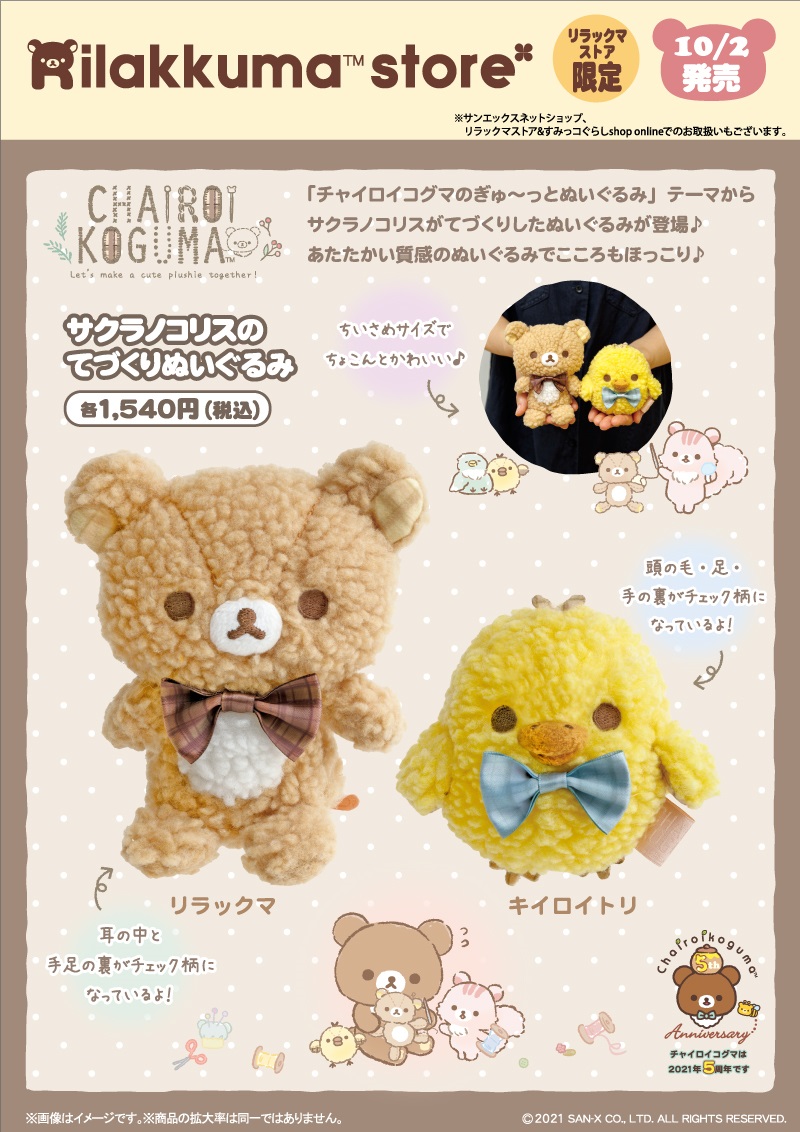 Rilakkuma™ store
リラックマ
ストア
限定
10/2
発売
※サンエックスネットショップ、
リラックマストア&すみっコぐらしshop onlineでのお取扱いもございます。
CHAIROI
KOGUMA™
Let's make a cute plushie together!
「チャイロイコグマのぎゅ〜っとぬいぐるみ」テーマから
サクラノコリスがてづくりしたぬいぐるみが登場♪
あたたかい質感のぬいぐるみでこころもほっこり♪
サクラノコリスの
てづくりぬいぐるみ
各1,540円(税込)
ちいさめサイズで
ちょこんとかわいい♪
頭の毛・足・
手の裏がチェック柄に
なっているよ!
リラックマ
キイロイトリ
耳の中と
手足の裏がチェック柄に
なっているよ!
Chairoikoguma™
5th
Anniversary
チャイロイコグマは
2021年5周年です
※画像はイメージです。※商品の拡大率は同一ではありません。
©2021 SAN-X CO., LTD. ALL RIGHTS RESERVED.